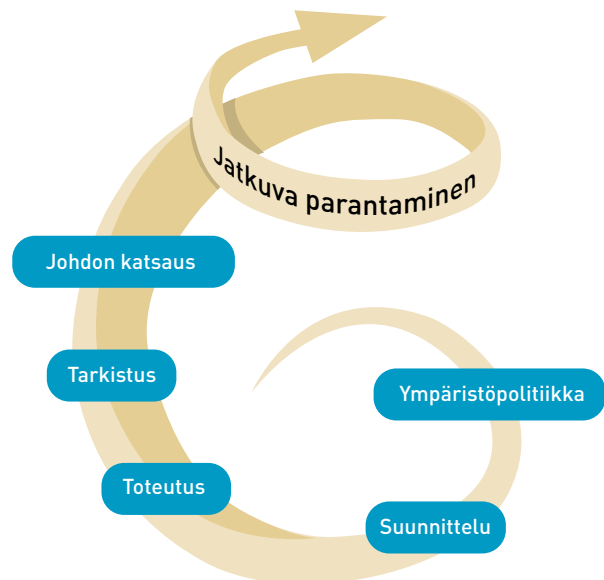 Jatkuva parantaminen
Johdon katsaus
Tarkistus
Ympäristöpolitiikka
Toteutus
Suunnittelu